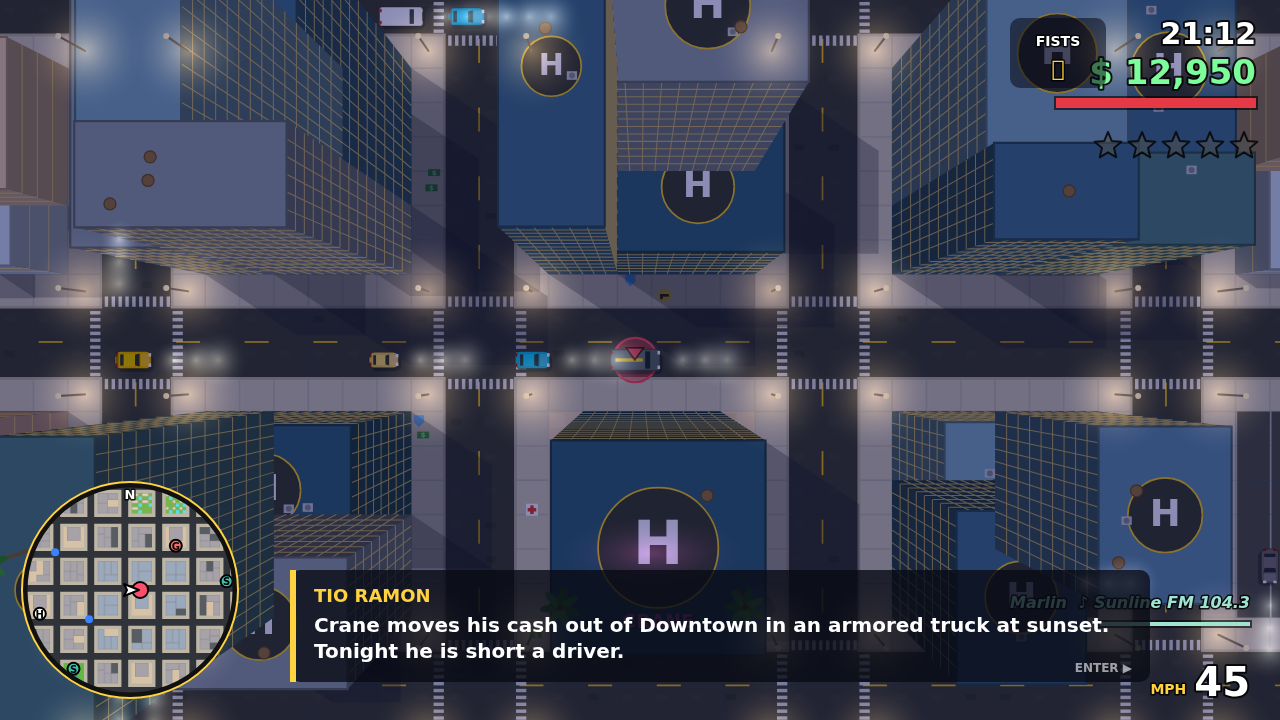 H
H
H
H
FISTS
21:12
$ 12,950
N
G
S
H
S
H
H
TIO RAMON
Crane moves his cash out of Downtown in an armored truck at sunset.
Tonight he is short a driver.
ENTER ▶
Marlin ♪ Sunline FM 104.3
MPH 45